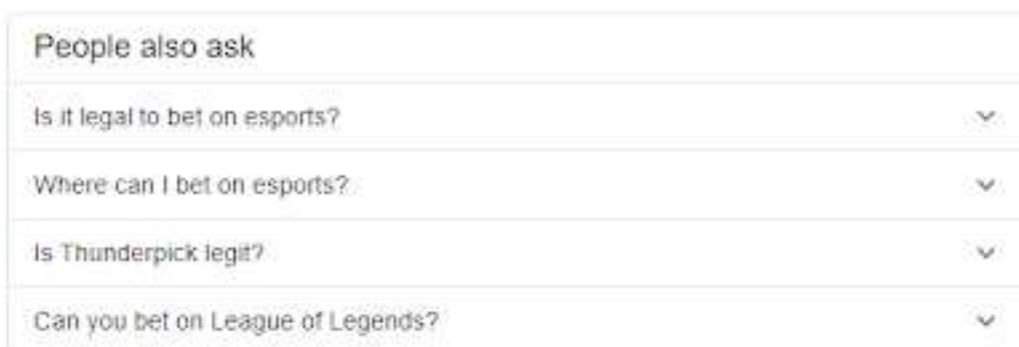 People also ask
Is it legal to bet on esports?
Where can I bet on esports?
Is Thunderpick legit?
Can you bet on League of Legends?